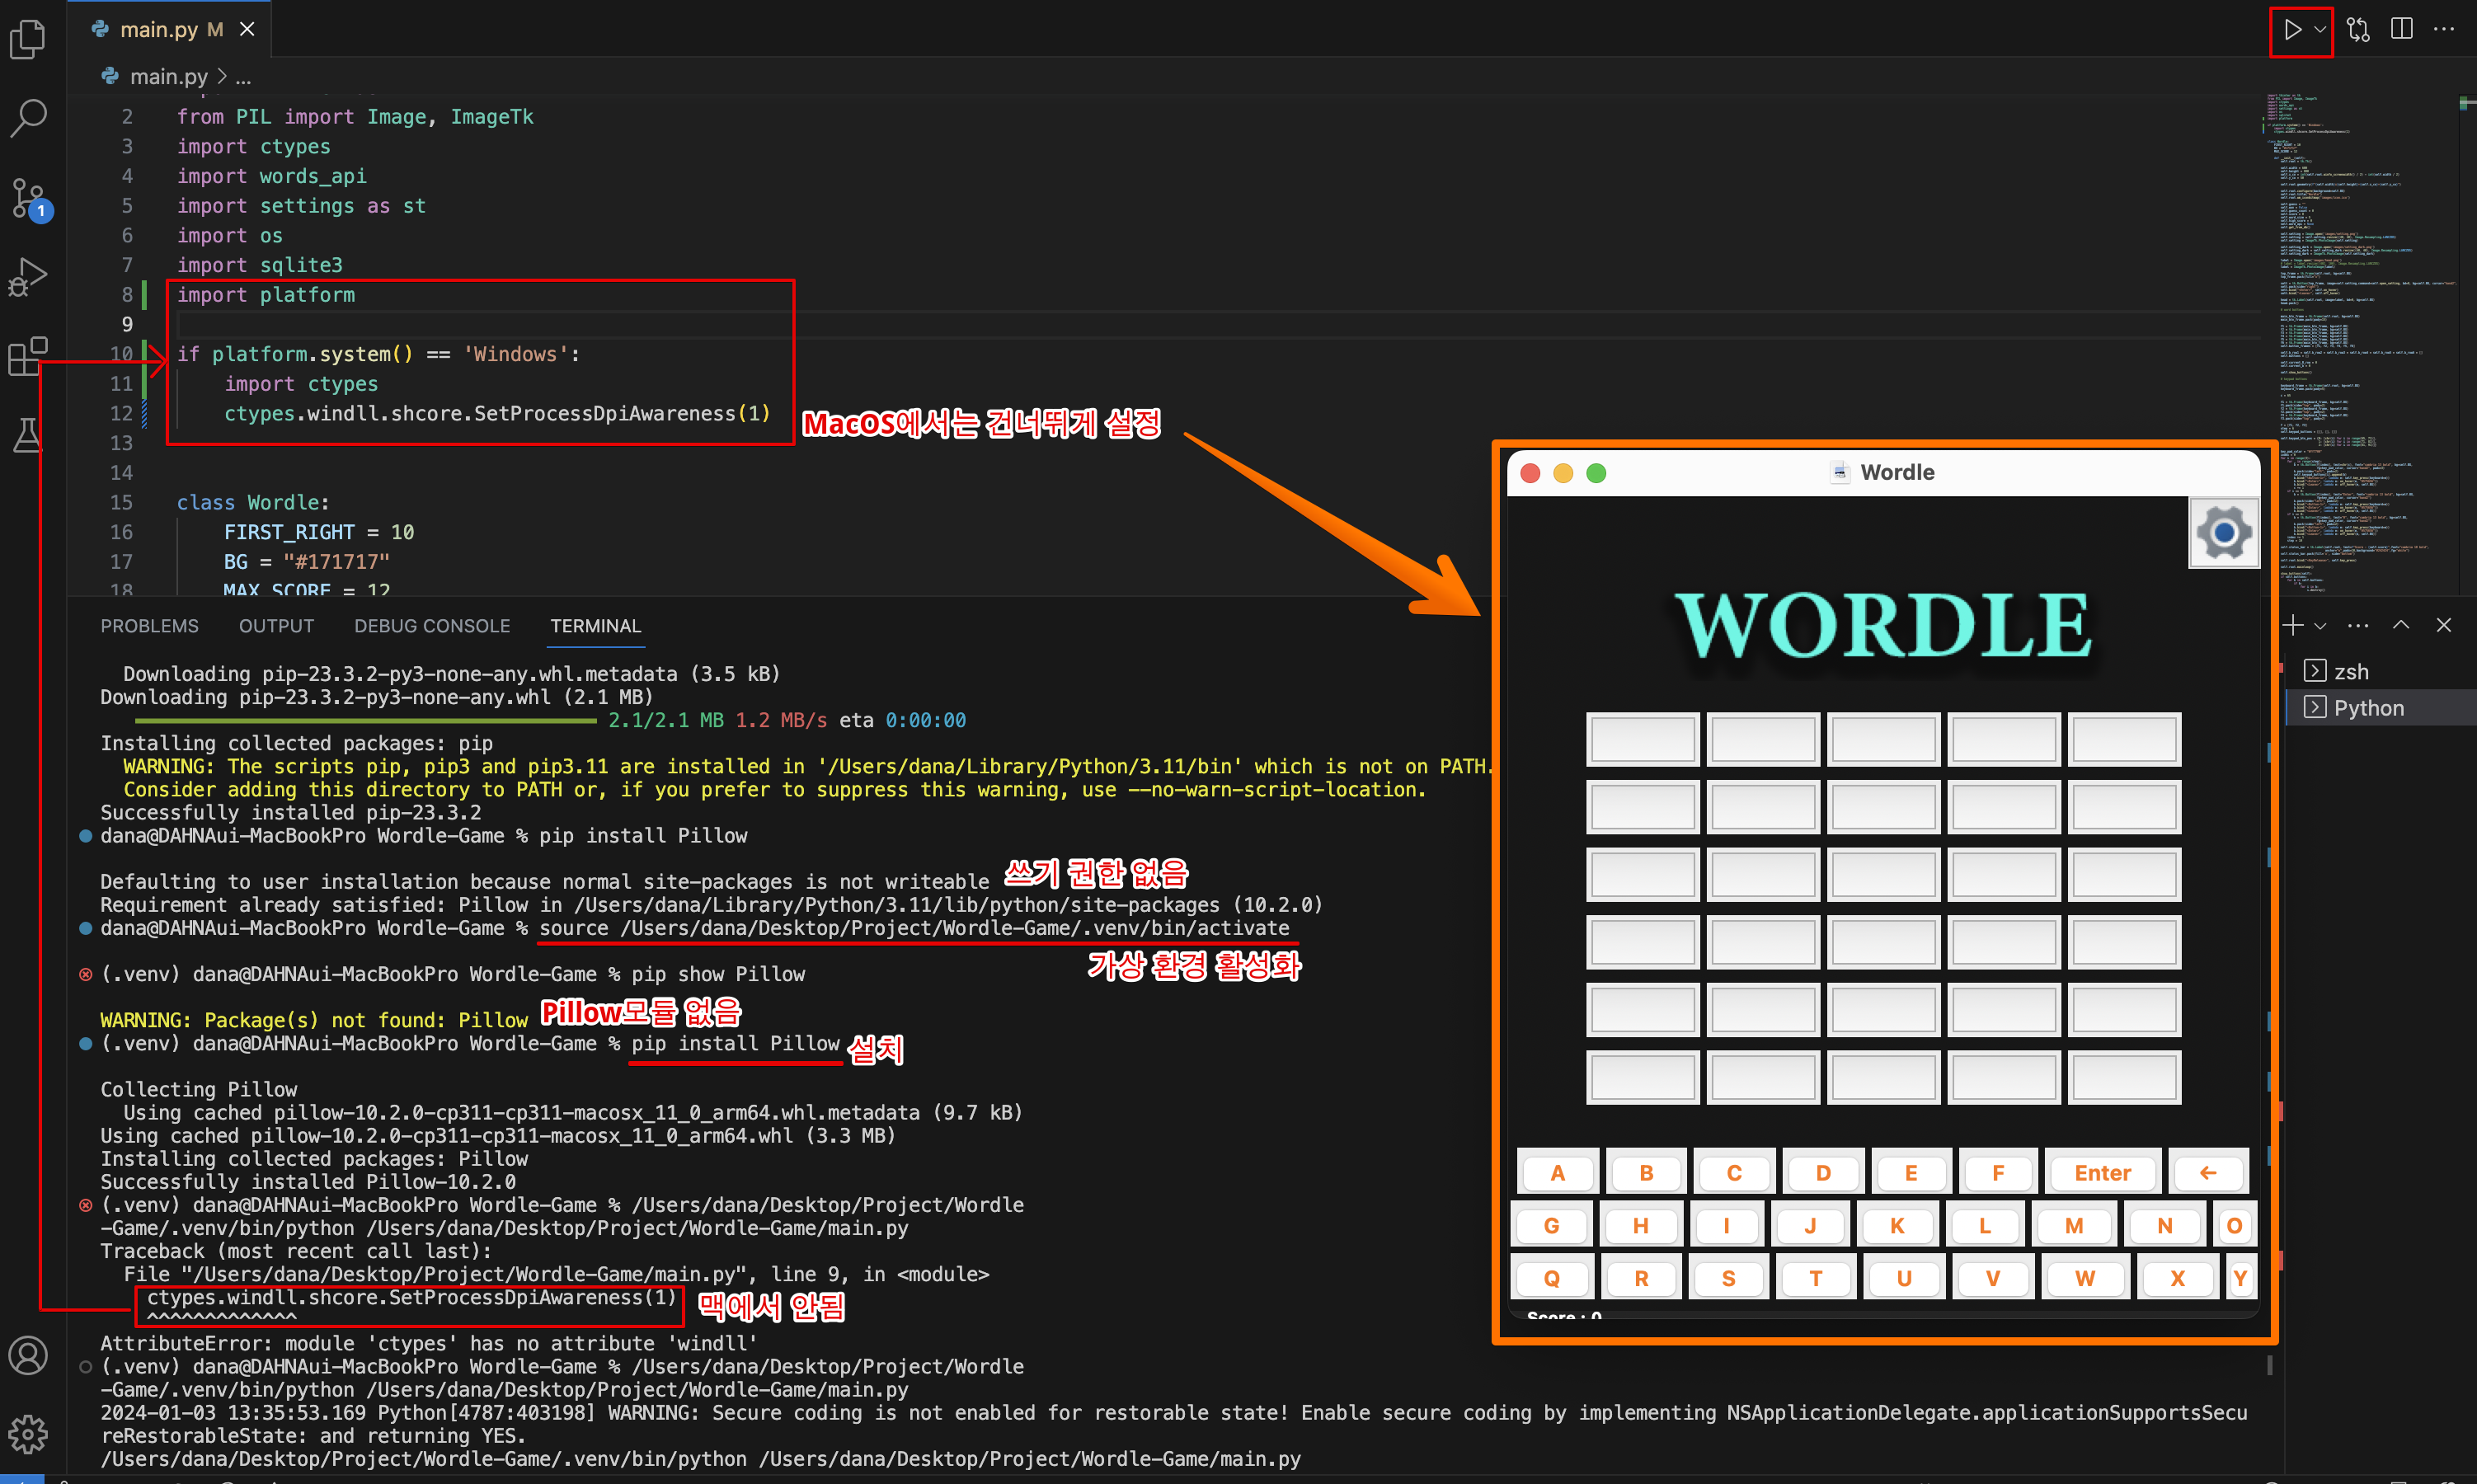 main.py M
main.py > ...
2 from PIL import Image, ImageTk
3 import ctypes
4 import words_api
5 import settings as st
6 import os
7 import sqlite3
8 import platform
9
10 if platform.system() == 'Windows':
11 import ctypes
12 ctypes.windll.shcore.SetProcessDpiAwareness(1)
MacOS에서는 건너뛰게 설정
13
14
15 class Wordle:
16 FIRST_RIGHT = 10
17 BG = "#171717"
18 MAX_SCORE = 12
1
PROBLEMS OUTPUT DEBUG CONSOLE TERMINAL
zsh
Python
Downloading pip-23.3.2-py3-none-any.whl.metadata (3.5 kB)
Downloading pip-23.3.2-py3-none-any.whl (2.1 MB)
2.1/2.1 MB 1.2 MB/s eta 0:00:00
Installing collected packages: pip
WARNING: The scripts pip, pip3 and pip3.11 are installed in '/Users/dana/Library/Python/3.11/bin' which is not on PATH.
Consider adding this directory to PATH or, if you prefer to suppress this warning, use --no-warn-script-location.
Successfully installed pip-23.3.2
dana@DAHNAui-MacBookPro Wordle-Game % pip install Pillow
Defaulting to user installation because normal site-packages is not writeable 쓰기 권한 없음
Requirement already satisfied: Pillow in /Users/dana/Library/Python/3.11/lib/python/site-packages (10.2.0)
dana@DAHNAui-MacBookPro Wordle-Game % source /Users/dana/Desktop/Project/Wordle-Game/.venv/bin/activate
가상 환경 활성화
(.venv) dana@DAHNAui-MacBookPro Wordle-Game % pip show Pillow
WARNING: Package(s) not found: Pillow Pillow모듈 없음
(.venv) dana@DAHNAui-MacBookPro Wordle-Game % pip install Pillow 설치
Collecting Pillow
Using cached pillow-10.2.0-cp311-cp311-macosx_11_0_arm64.whl.metadata (9.7 kB)
Using cached pillow-10.2.0-cp311-cp311-macosx_11_0_arm64.whl (3.3 MB)
Installing collected packages: Pillow
Successfully installed Pillow-10.2.0
(.venv) dana@DAHNAui-MacBookPro Wordle-Game % /Users/dana/Desktop/Project/Wordle
-Game/.venv/bin/python /Users/dana/Desktop/Project/Wordle-Game/main.py
Traceback (most recent call last):
File "/Users/dana/Desktop/Project/Wordle-Game/main.py", line 9, in <module>
ctypes.windll.shcore.SetProcessDpiAwareness(1) 맥에서 안됨
^^^^^^^^^^^^^
AttributeError: module 'ctypes' has no attribute 'windll'
(.venv) dana@DAHNAui-MacBookPro Wordle-Game % /Users/dana/Desktop/Project/Wordle
-Game/.venv/bin/python /Users/dana/Desktop/Project/Wordle-Game/main.py
2024-01-03 13:35:53.169 Python[4787:403198] WARNING: Secure coding is not enabled for restorable state! Enable secure coding by implementing NSApplicationDelegate.applicationSupportsSecu
reRestorableState: and returning YES.
/Users/dana/Desktop/Project/Wordle-Game/.venv/bin/python /Users/dana/Desktop/Project/Wordle-Game/main.py
Wordle
WORDLE
A B C D E F Enter ←
G H I J K L M N O
Q R S T U V W X Y
Score : 0